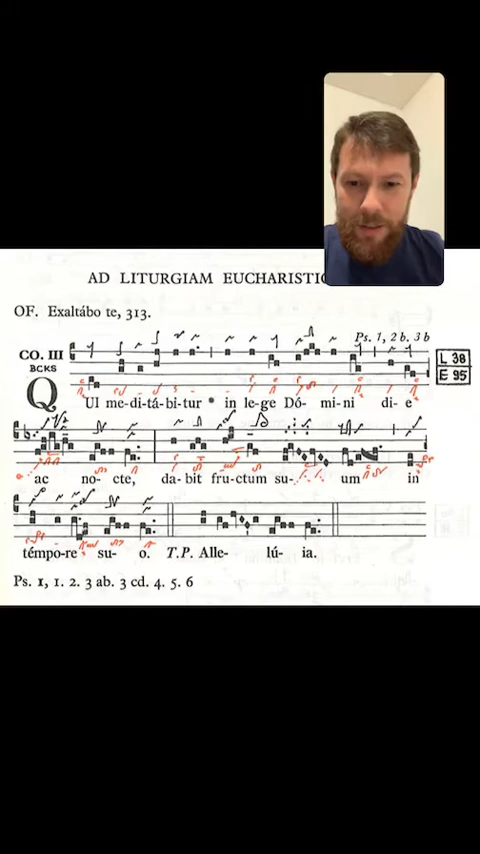 AD LITURGIAM EUCHARISTIC
OF. Exaltábo te, 313.
Ps. 1, 2 b. 3 b
CO. III
BCKS
L 38
E 95
QUI me-di-tá-bi-tur * in le-ge Dó- mi-ni di- e
ac no- cte, da- bit fru-ctum su- um in
témpo-re su- o. T.P. Alle- lú- ia.
Ps. 1, 1. 2. 3 ab. 3 cd. 4. 5. 6